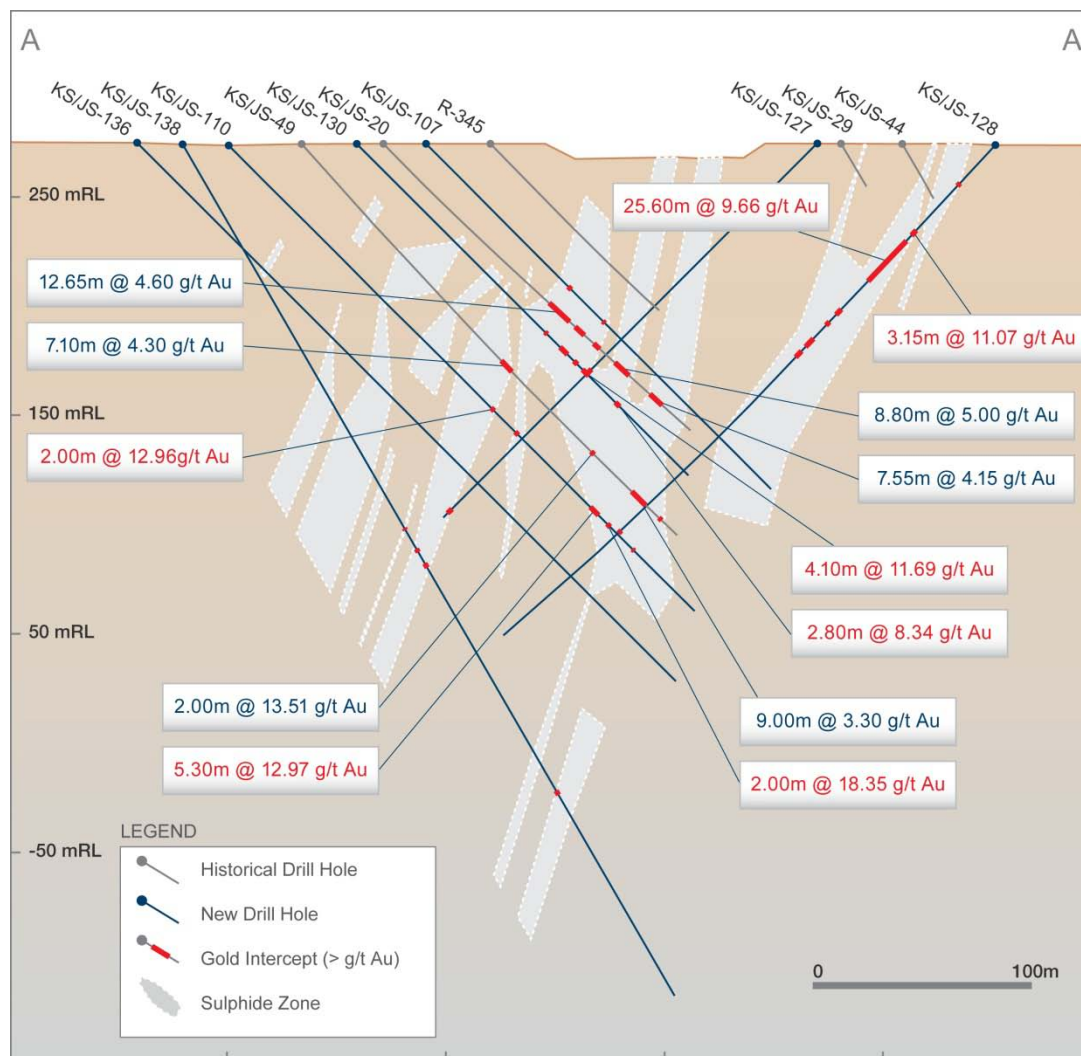 A
A
KS/JS-136
KS/JS-138
KS/JS-110
KS/JS-49
KS/JS-130
KS/JS-20
KS/JS-107
R-345
KS/JS-127
KS/JS-29
KS/JS-44
KS/JS-128
250 mRL
25.60m @ 9.66 g/t Au
12.65m @ 4.60 g/t Au
3.15m @ 11.07 g/t Au
7.10m @ 4.30 g/t Au
150 mRL
8.80m @ 5.00 g/t Au
2.00m @ 12.96g/t Au
7.55m @ 4.15 g/t Au
4.10m @ 11.69 g/t Au
50 mRL
2.80m @ 8.34 g/t Au
2.00m @ 13.51 g/t Au
9.00m @ 3.30 g/t Au
5.30m @ 12.97 g/t Au
2.00m @ 18.35 g/t Au
-50 mRL
LEGEND
Historical Drill Hole
New Drill Hole
Gold Intercept (> g/t Au)
Sulphide Zone
0 100m